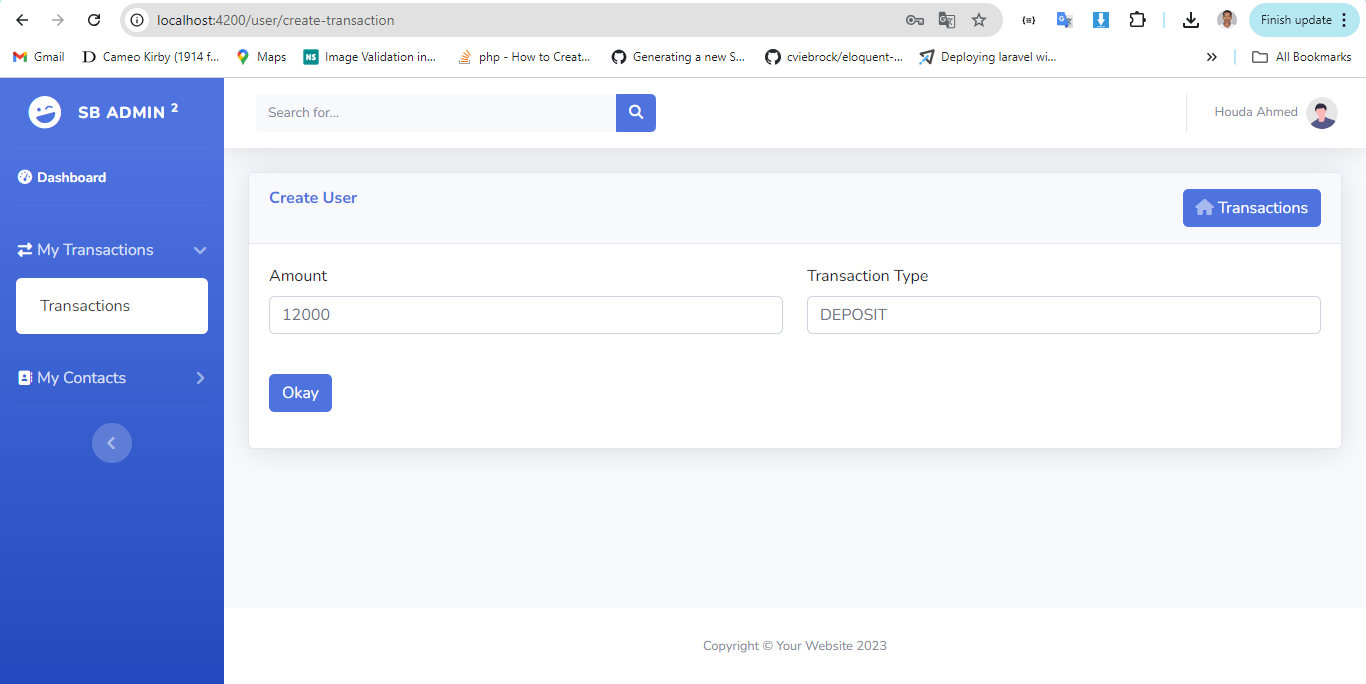 localhost:4200/user/create-transaction
Finish update
Gmail
Cameo Kirby (1914 f...
Maps
NS
Image Validation in...
php - How to Creat...
Generating a new S...
cviebrock/eloquent-...
Deploying laravel wi...
All Bookmarks
SB ADMIN 2
Search for...
Houda Ahmed
Dashboard
Create User
Transactions
My Transactions
Transactions
Amount
Transaction Type
12000
DEPOSIT
My Contacts
Okay
Copyright © Your Website 2023